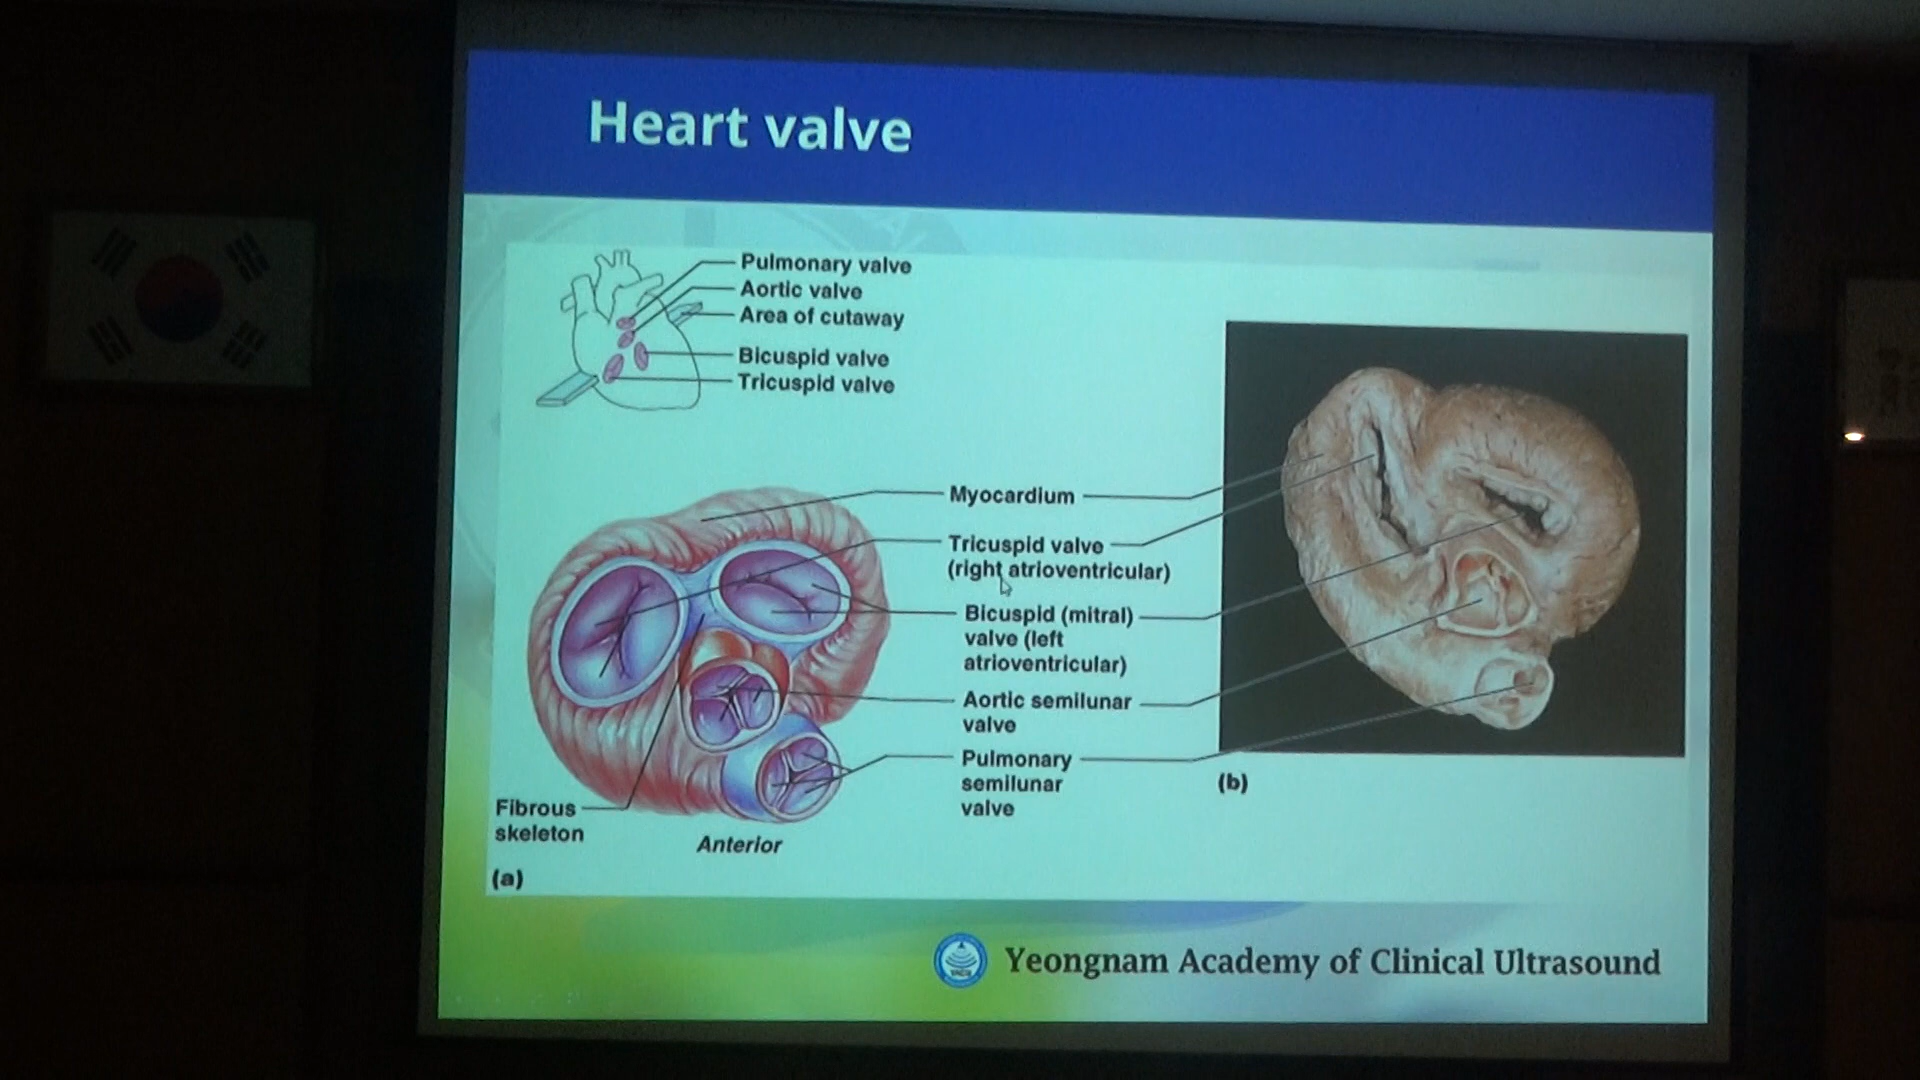 Heart valve
Pulmonary valve
Aortic valve
Area of cutaway
Bicuspid valve
Tricuspid valve
Myocardium
Tricuspid valve
(right atrioventricular)
Bicuspid (mitral)
valve (left
atrioventricular)
Aortic semilunar
valve
Pulmonary
semilunar
valve
Fibrous
skeleton
Anterior
(a)
(b)
Yeongnam Academy of Clinical Ultrasound